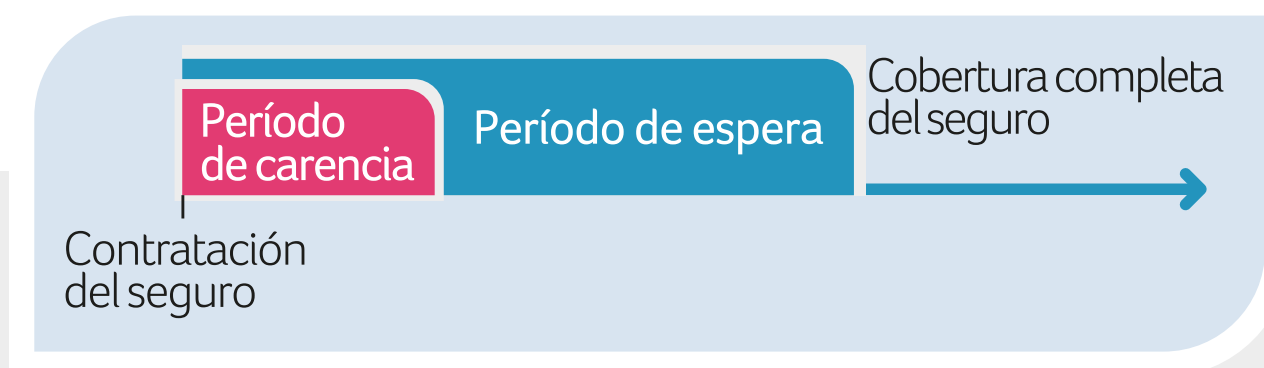 Período
de carencia
Período de espera
Cobertura completa
del seguro
Contratación
del seguro